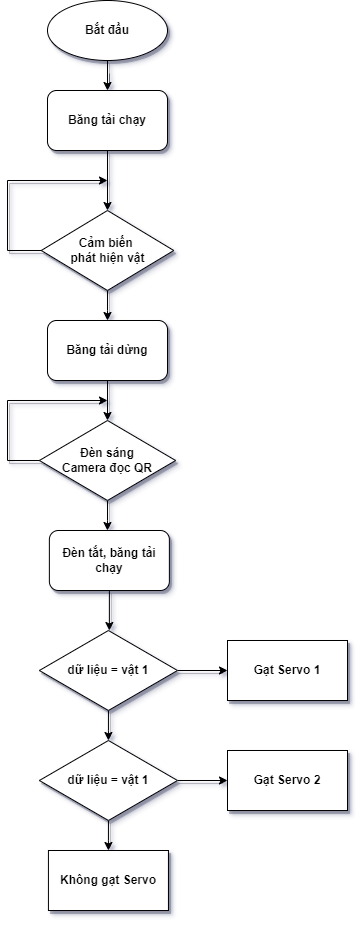 Bắt đầu
Băng tải chạy
Cảm biến
phát hiện vật
Băng tải dừng
Đèn sáng
Camera đọc QR
Đèn tắt, băng tải
chạy
dữ liệu = vật 1
Gạt Servo 1
dữ liệu = vật 1
Gạt Servo 2
Không gạt Servo